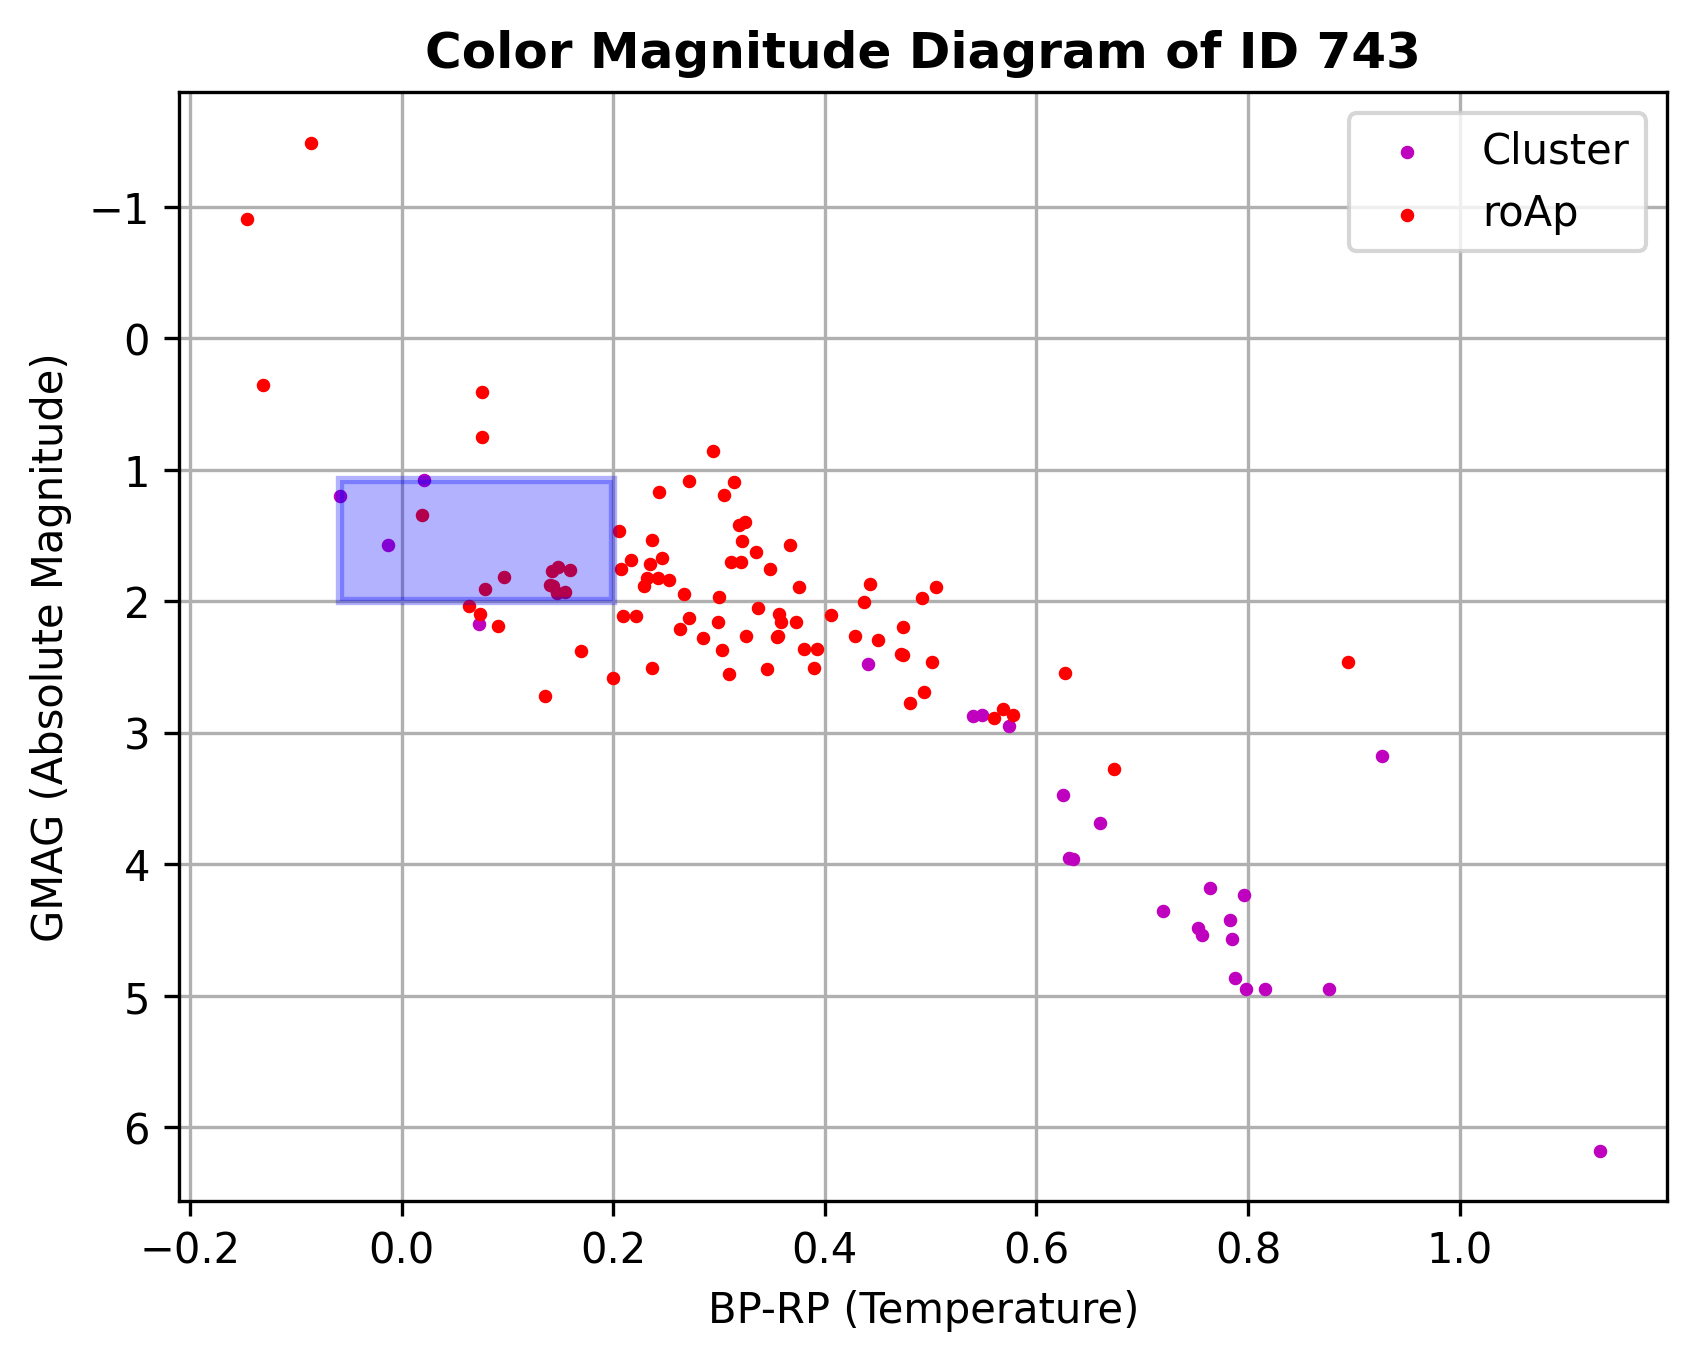 Color Magnitude Diagram of ID 743
Cluster
roAp
GMAG (Absolute Magnitude)
−1
0
1
2
3
4
5
6
−0.2 0.0 0.2 0.4 0.6 0.8 1.0
BP-RP (Temperature)